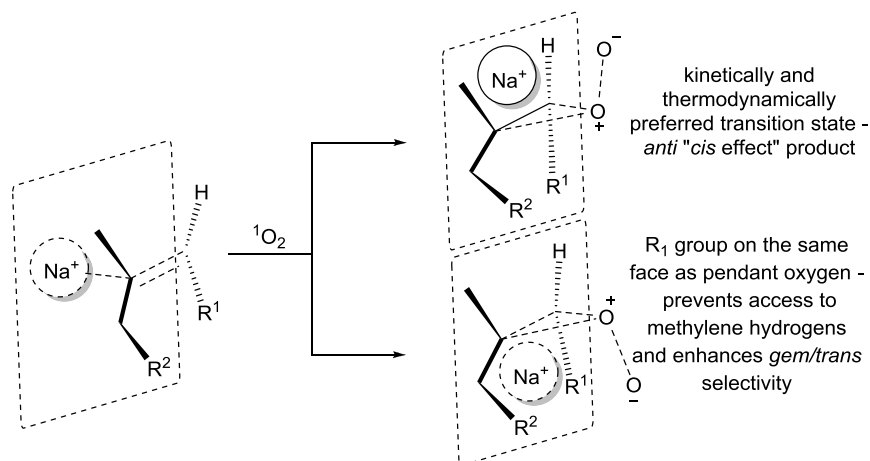 H
O−
Na+
O
+
R1
R2
kinetically and
thermodynamically
preferred transition state -
anti "cis effect" product
H
Na+
R1
R2
1O2
H
O
+
Na+
R1
R2
O
−
R1 group on the same
face as pendant oxygen -
prevents access to
methylene hydrogens
and enhances gem/trans
selectivity